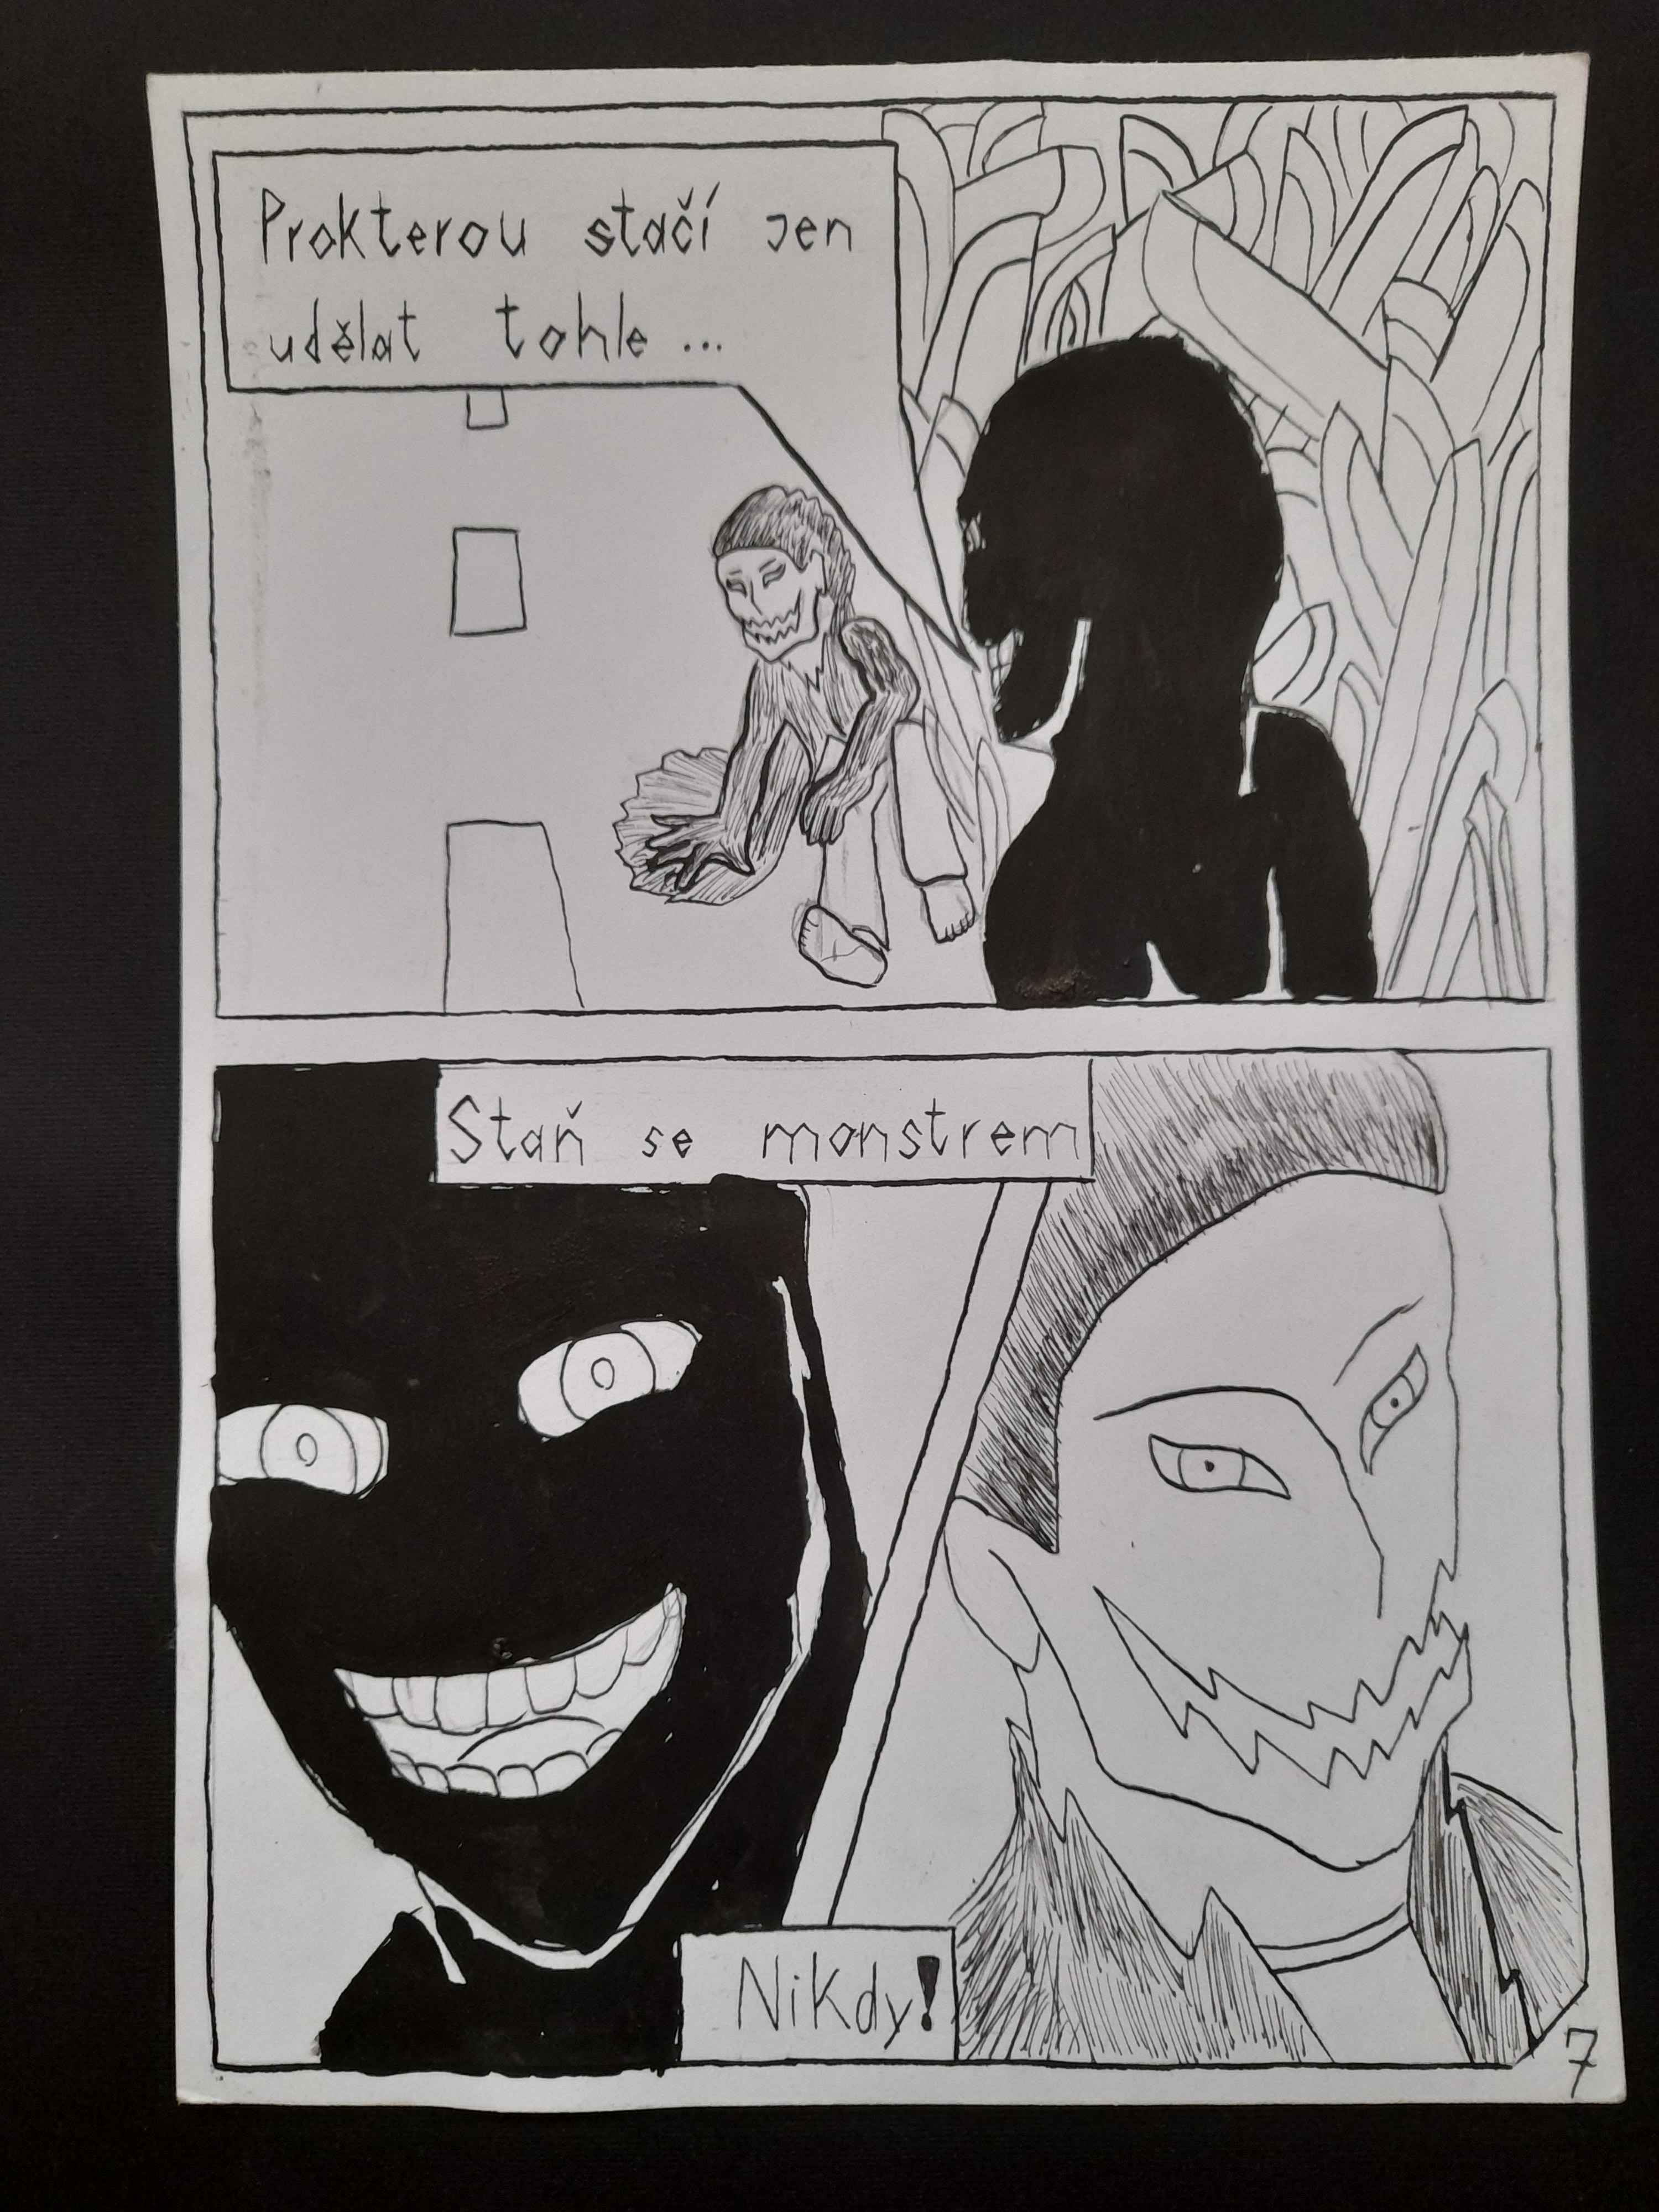 Prokterou stačí jen
udělat tohle...
Staň se monstrem
Nikdy!
7